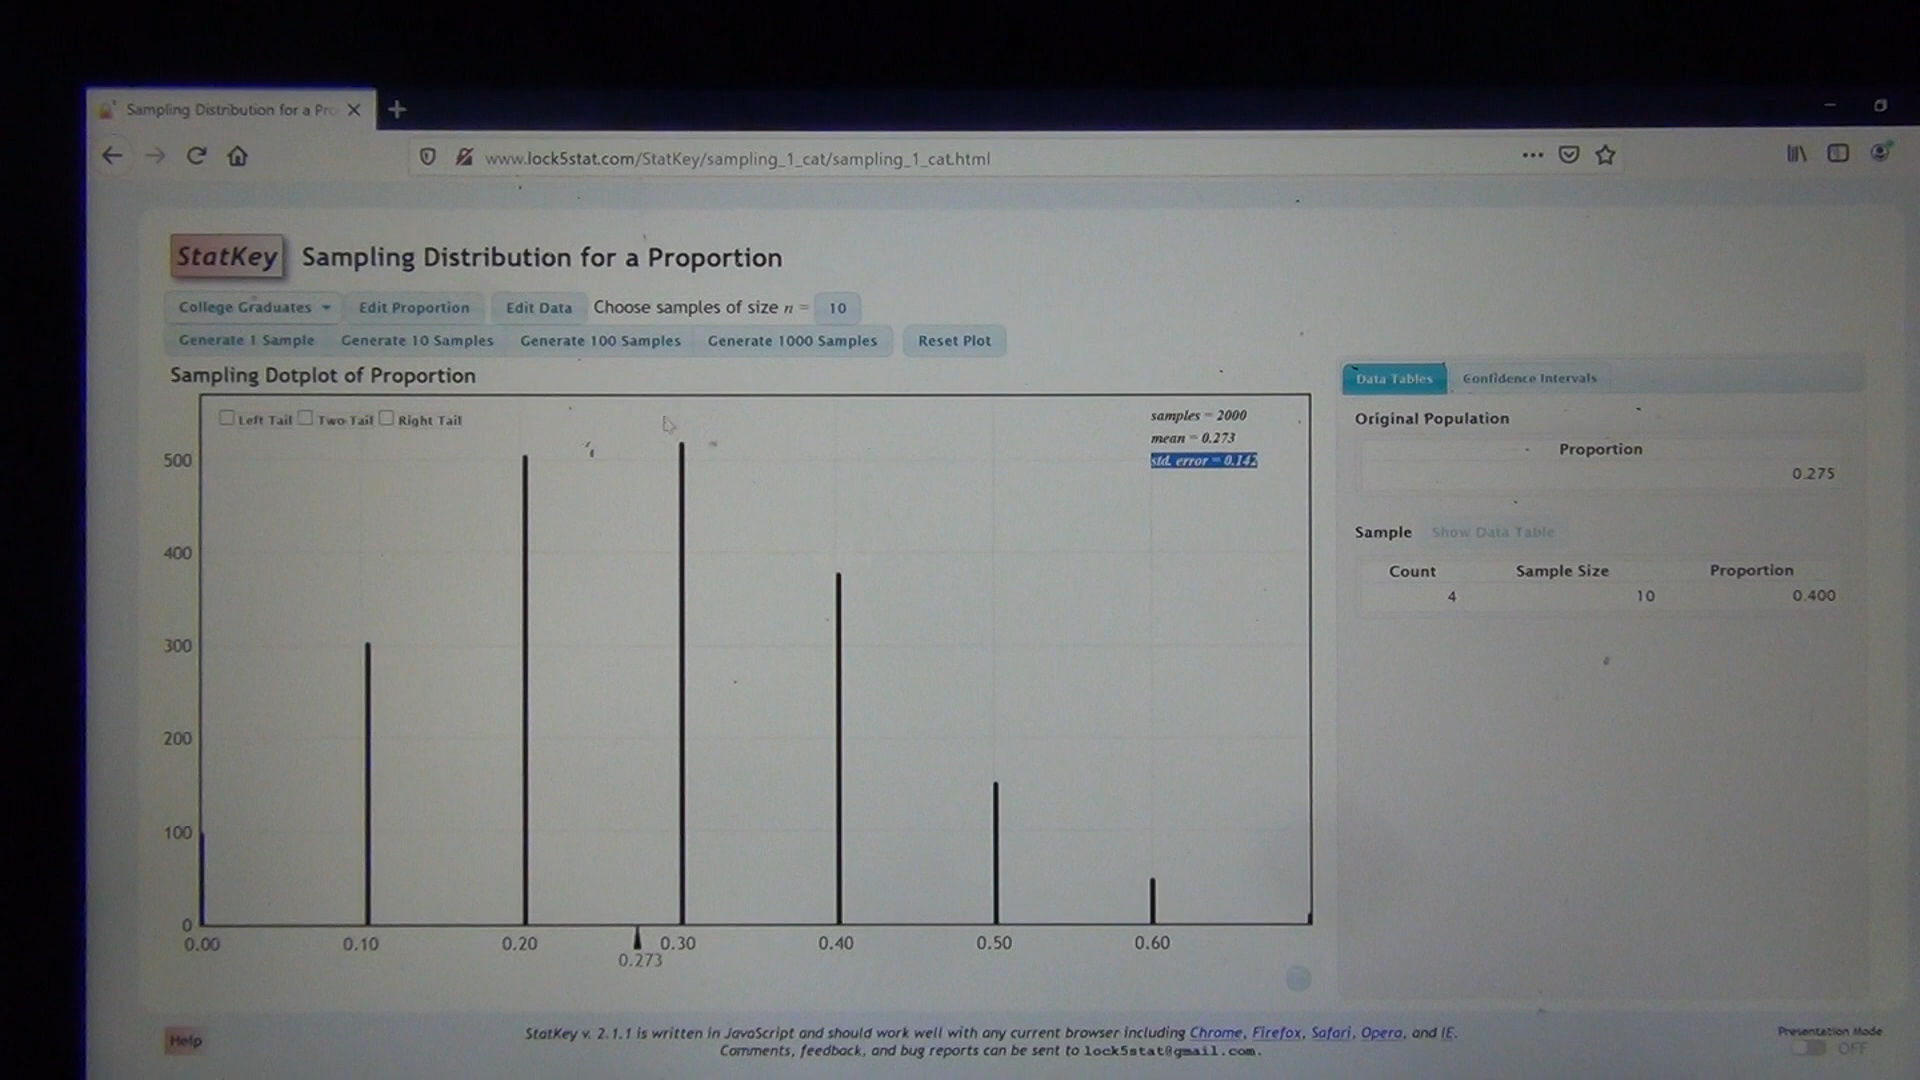 Sampling Distribution for a Pro
www.lock5stat.com/StatKey/sampling_1_cat/sampling_1_cat.html
StatKey Sampling Distribution for a Proportion
College Graduates Edit Proportion Edit Data Choose samples of size n = 10
Generate 1 Sample Generate 10 Samples Generate 100 Samples Generate 1000 Samples Reset Plot
Sampling Dotplot of Proportion
Left Tail Two-Tail Right Tail
samples = 2000
mean = 0.273
std. error = 0.142
500
400
300
200
100
0
0.00 0.10 0.20 0.30 0.40 0.50 0.60
0.273
Data Tables Confidence Intervals
Original Population
Proportion
0.275
Sample Show Data Table
Count Sample Size Proportion
4 10 0.400
Help
StatKey v. 2.1.1 is written in JavaScript and should work well with any current browser including Chrome, Firefox, Safari, Opera, and IE.
Comments, feedback, and bug reports can be sent to lock5stat@gmail.com.
Presentation Mode
OFF